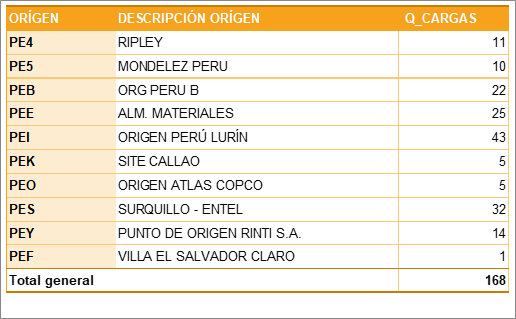 ORÍGEN DESCRIPCIÓN ORÍGEN Q_CARGAS
PE4 RIPLEY 11
PE5 MONDELEZ PERU 10
PEB ORG PERU B 22
PEE ALM. MATERIALES 25
PEI ORIGEN PERÚ LURÍN 43
PEK SITE CALLAO 5
PEO ORIGEN ATLAS COPCO 5
PES SURQUILLO - ENTEL 32
PEY PUNTO DE ORIGEN RINTI S.A. 14
PEF VILLA EL SALVADOR CLARO 1
Total general 168